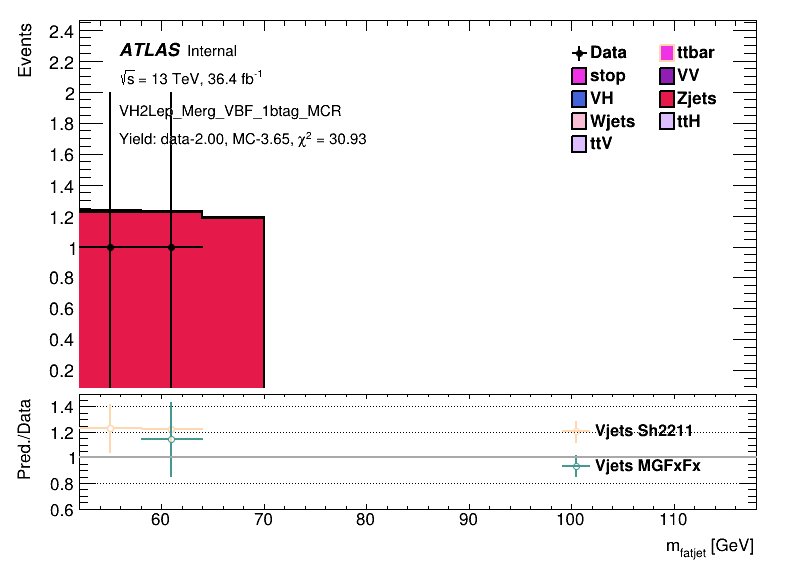 Events
2.4
2.2
2
1.8
1.6
1.4
1.2
1
0.8
0.6
0.4
0.2
ATLAS Internal
√s = 13 TeV, 36.4 fb⁻¹
VH2Lep_Merg_VBF_1btag_MCR
Yield: data-2.00, MC-3.65, χ² = 30.93
Data
ttbar
stop
VV
VH
Zjets
Wjets
ttH
ttV
Pred./Data
1.4
1.2
1
0.8
0.6
Vjets Sh2211
Vjets MGFxFx
60 70 80 90 100 110
m_fatjet [GeV]